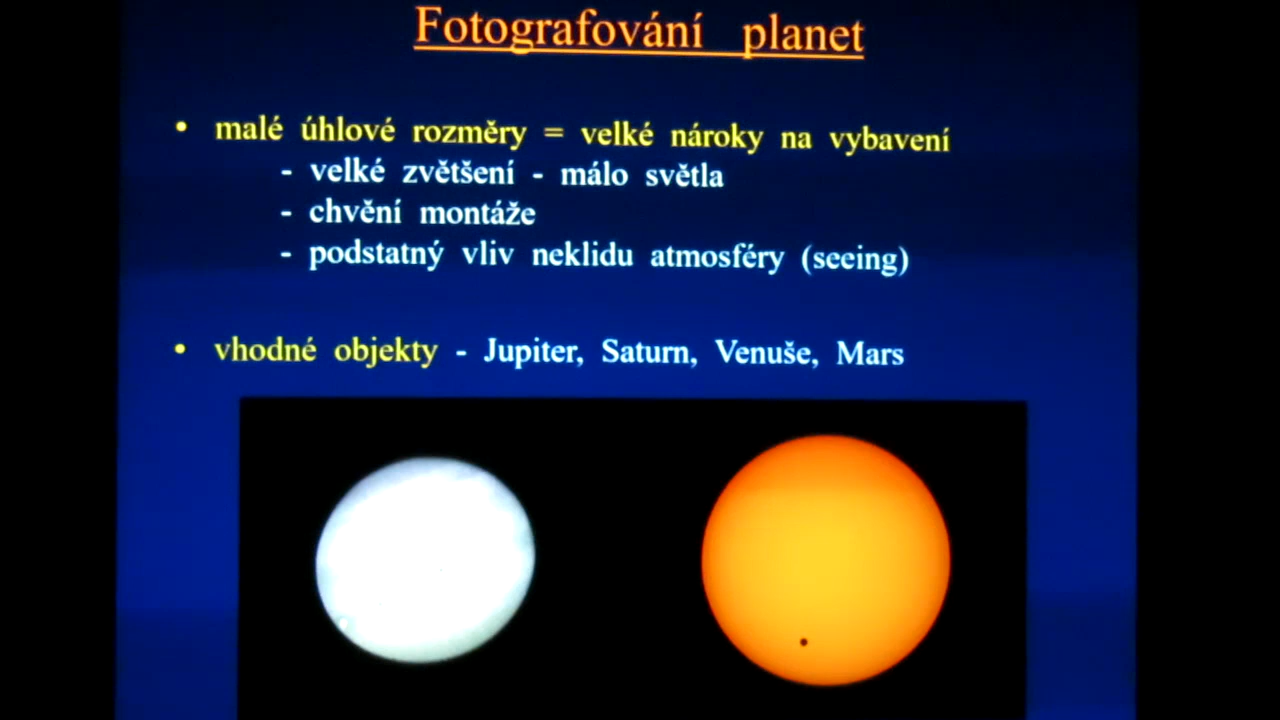 Fotografování planet
• malé úhlové rozměry = velké nároky na vybavení
- velké zvětšení - málo světla
- chvění montáže
- podstatný vliv neklidu atmosféry (seeing)
• vhodné objekty - Jupiter, Saturn, Venuše, Mars